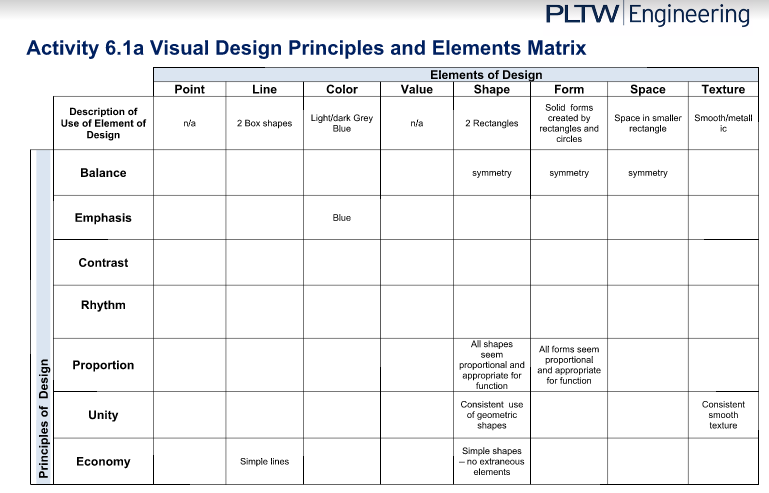 PLTW Engineering
Activity 6.1a Visual Design Principles and Elements Matrix
Elements of Design
Point Line Color Value Shape Form Space Texture
Description of
Use of Element of
Design
n/a
2 Box shapes
Light/dark Grey
Blue
n/a
2 Rectangles
Solid forms
created by
rectangles and
circles
Space in smaller
rectangle
Smooth/metall
ic
Principles of Design
Balance
symmetry
symmetry
symmetry
Emphasis
Blue
Contrast
Rhythm
Proportion
All shapes
seem
proportional and
appropriate for
function
All forms seem
proportional
and appropriate
for function
Unity
Consistent use
of geometric
shapes
Consistent
smooth
texture
Economy
Simple lines
Simple shapes
– no extraneous
elements